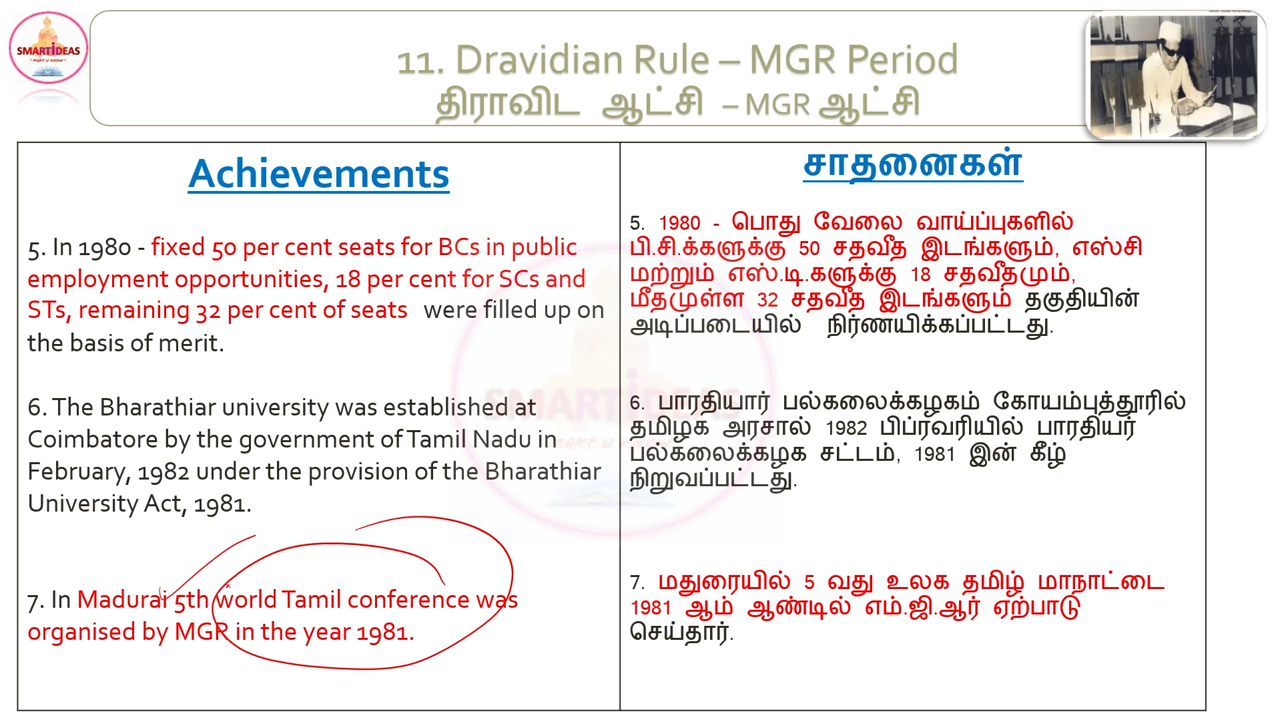 SMARTiDEAS
11. Dravidian Rule – MGR Period
திராவிட ஆட்சி – MGR ஆட்சி
Achievements
5. In 1980 - fixed 50 per cent seats for BCs in public
employment opportunities, 18 per cent for SCs and
STs, remaining 32 per cent of seats were filled up on
the basis of merit.
6. The Bharathiar university was established at
Coimbatore by the government of Tamil Nadu in
February, 1982 under the provision of the Bharathiar
University Act, 1981.
7. In Madurai 5th world Tamil conference was
organised by MGR in the year 1981.
சாதனைகள்
5. 1980 - பொது வேலை வாய்ப்புகளில்
பி.சி.க்களுக்கு 50 சதவீத இடங்களும், எஸ்சி
மற்றும் எஸ்.டி.களுக்கு 18 சதவீதமும்,
மீதமுள்ள 32 சதவீத இடங்களும் தகுதியின்
அடிப்படையில் நிர்ணயிக்கப்பட்டது.
6. பாரதியார் பல்கலைக்கழகம் கோயம்புத்தூரில்
தமிழக அரசால் 1982 பிப்ரவரியில் பாரதியர்
பல்கலைக்கழக சட்டம், 1981 இன் கீழ்
நிறுவப்பட்டது.
7. மதுரையில் 5 வது உலக தமிழ் மாநாட்டை
1981 ஆம் ஆண்டில் எம்.ஜி.ஆர் ஏற்பாடு
செய்தார்.
SMARTiDEAS